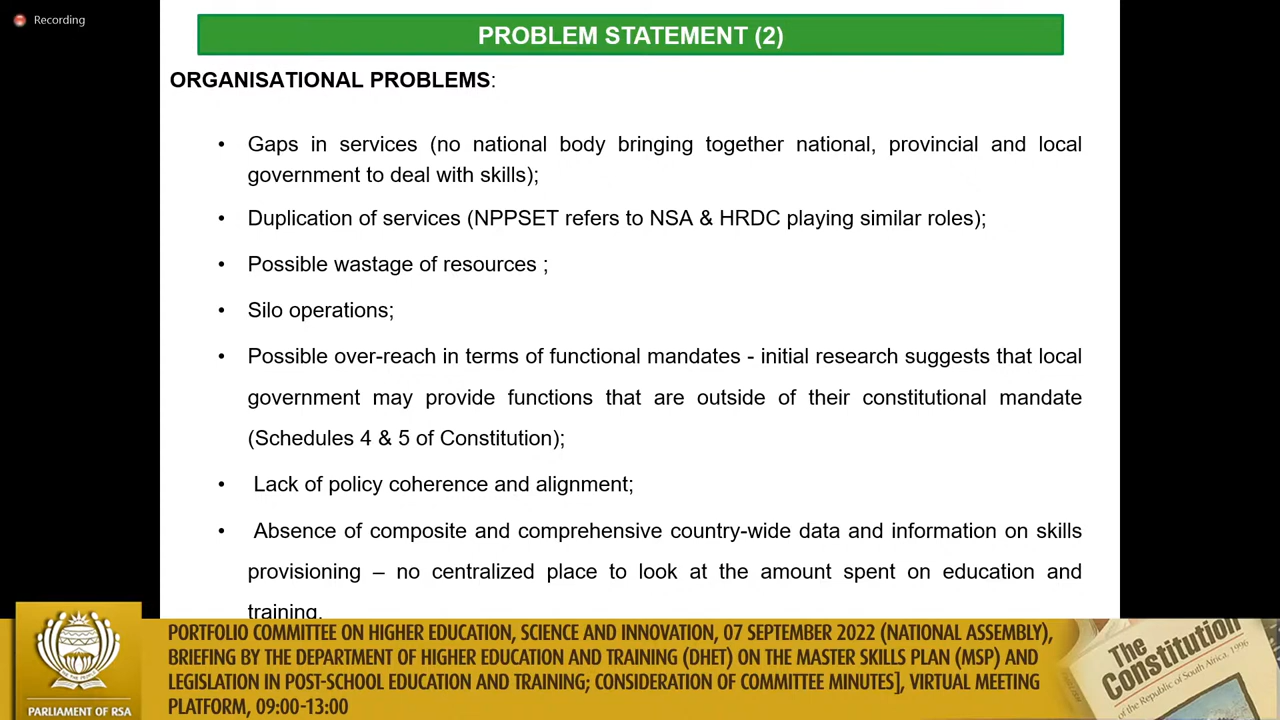 Recording
PROBLEM STATEMENT (2)
ORGANISATIONAL PROBLEMS:
• Gaps in services (no national body bringing together national, provincial and local
government to deal with skills);
• Duplication of services (NPPSET refers to NSA & HRDC playing similar roles);
• Possible wastage of resources ;
• Silo operations;
• Possible over-reach in terms of functional mandates - initial research suggests that local
government may provide functions that are outside of their constitutional mandate
(Schedules 4 & 5 of Constitution);
• Lack of policy coherence and alignment;
• Absence of composite and comprehensive country-wide data and information on skills
provisioning – no centralized place to look at the amount spent on education and
training.
PORTFOLIO COMMITTEE ON HIGHER EDUCATION, SCIENCE AND INNOVATION, 07 SEPTEMBER 2022 (NATIONAL ASSEMBLY),
BRIEFING BY THE DEPARTMENT OF HIGHER EDUCATION AND TRAINING (DHET) ON THE MASTER SKILLS PLAN (MSP) AND
LEGISLATION IN POST-SCHOOL EDUCATION AND TRAINING; CONSIDERATION OF COMMITTEE MINUTES], VIRTUAL MEETING
PLATFORM, 09:00-13:00
PARLIAMENT OF RSA
The
Constitution
of the Republic of South Africa, 1996